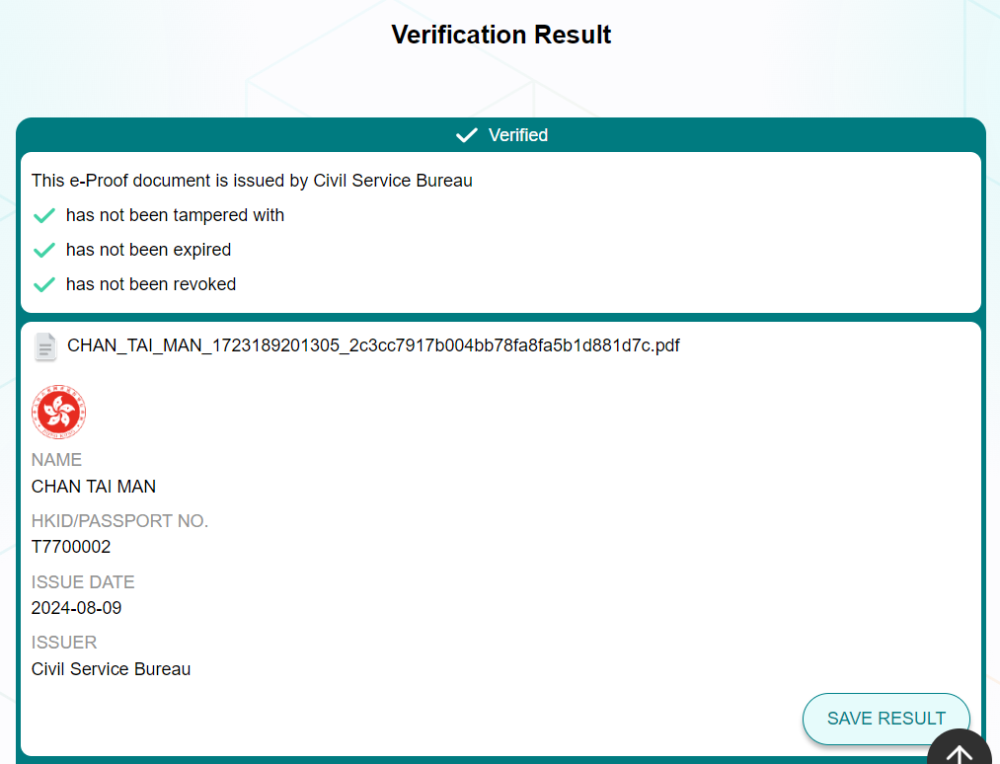 Verification Result
Verified
This e-Proof document is issued by Civil Service Bureau
has not been tampered with
has not been expired
has not been revoked
CHAN_TAI_MAN_1723189201305_2c3cc7917b004bb78fa8fa5b1d881d7c.pdf
HONG KONG
NAME
CHAN TAI MAN
HKID/PASSPORT NO.
T7700002
ISSUE DATE
2024-08-09
ISSUER
Civil Service Bureau
SAVE RESULT